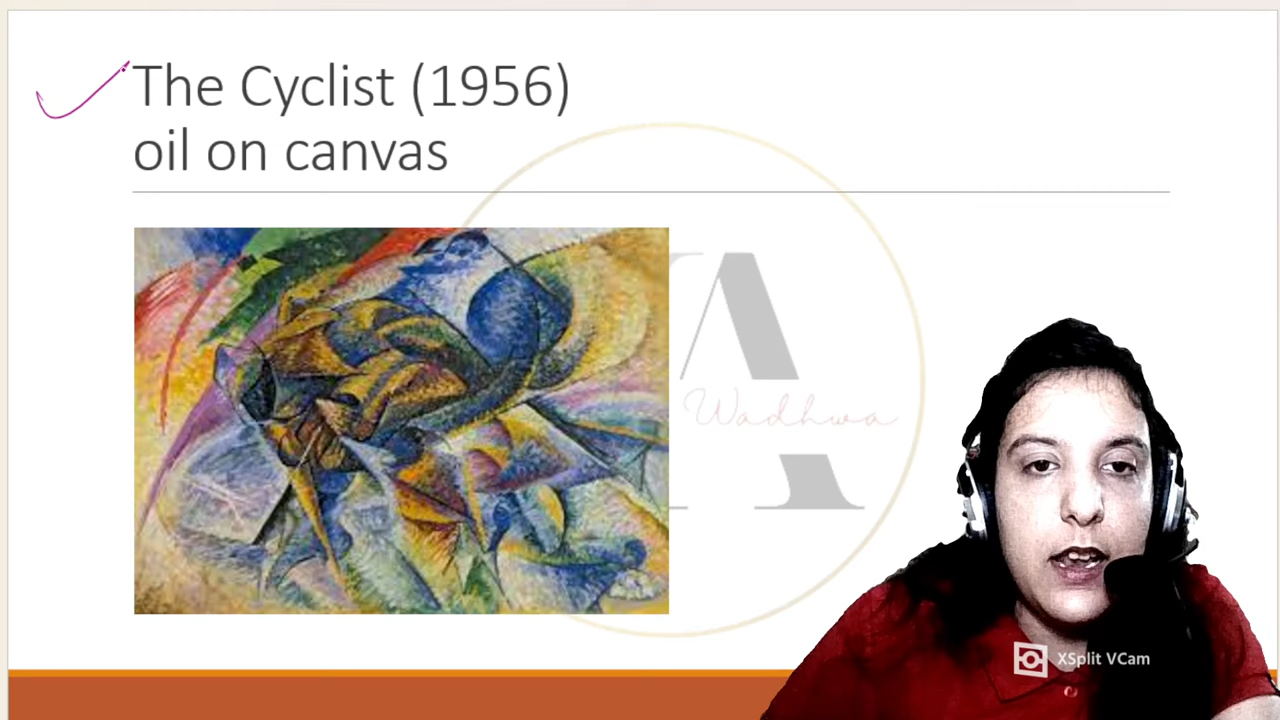 The Cyclist (1956)
oil on canvas
A
Wadhwa
XSplit VCam